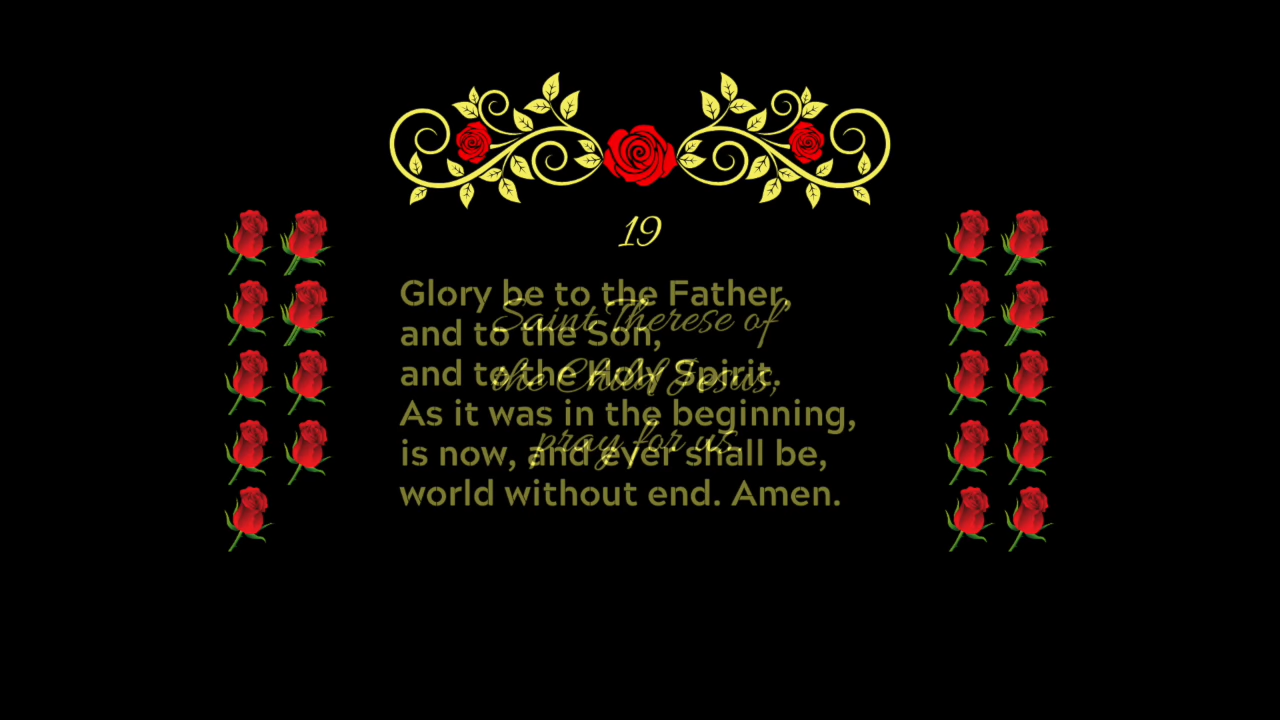 19
Glory be to the Father,
and to the Son,
and to the Holy Spirit.
As it was in the beginning,
is now, and ever shall be,
world without end. Amen.
Saint Therese of
the Child Jesus,
pray for us.